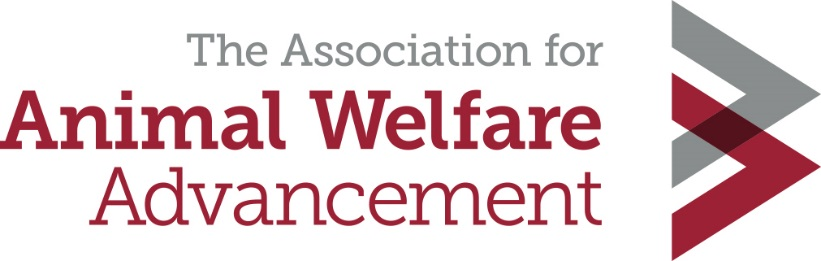 The Association for
Animal Welfare
Advancement